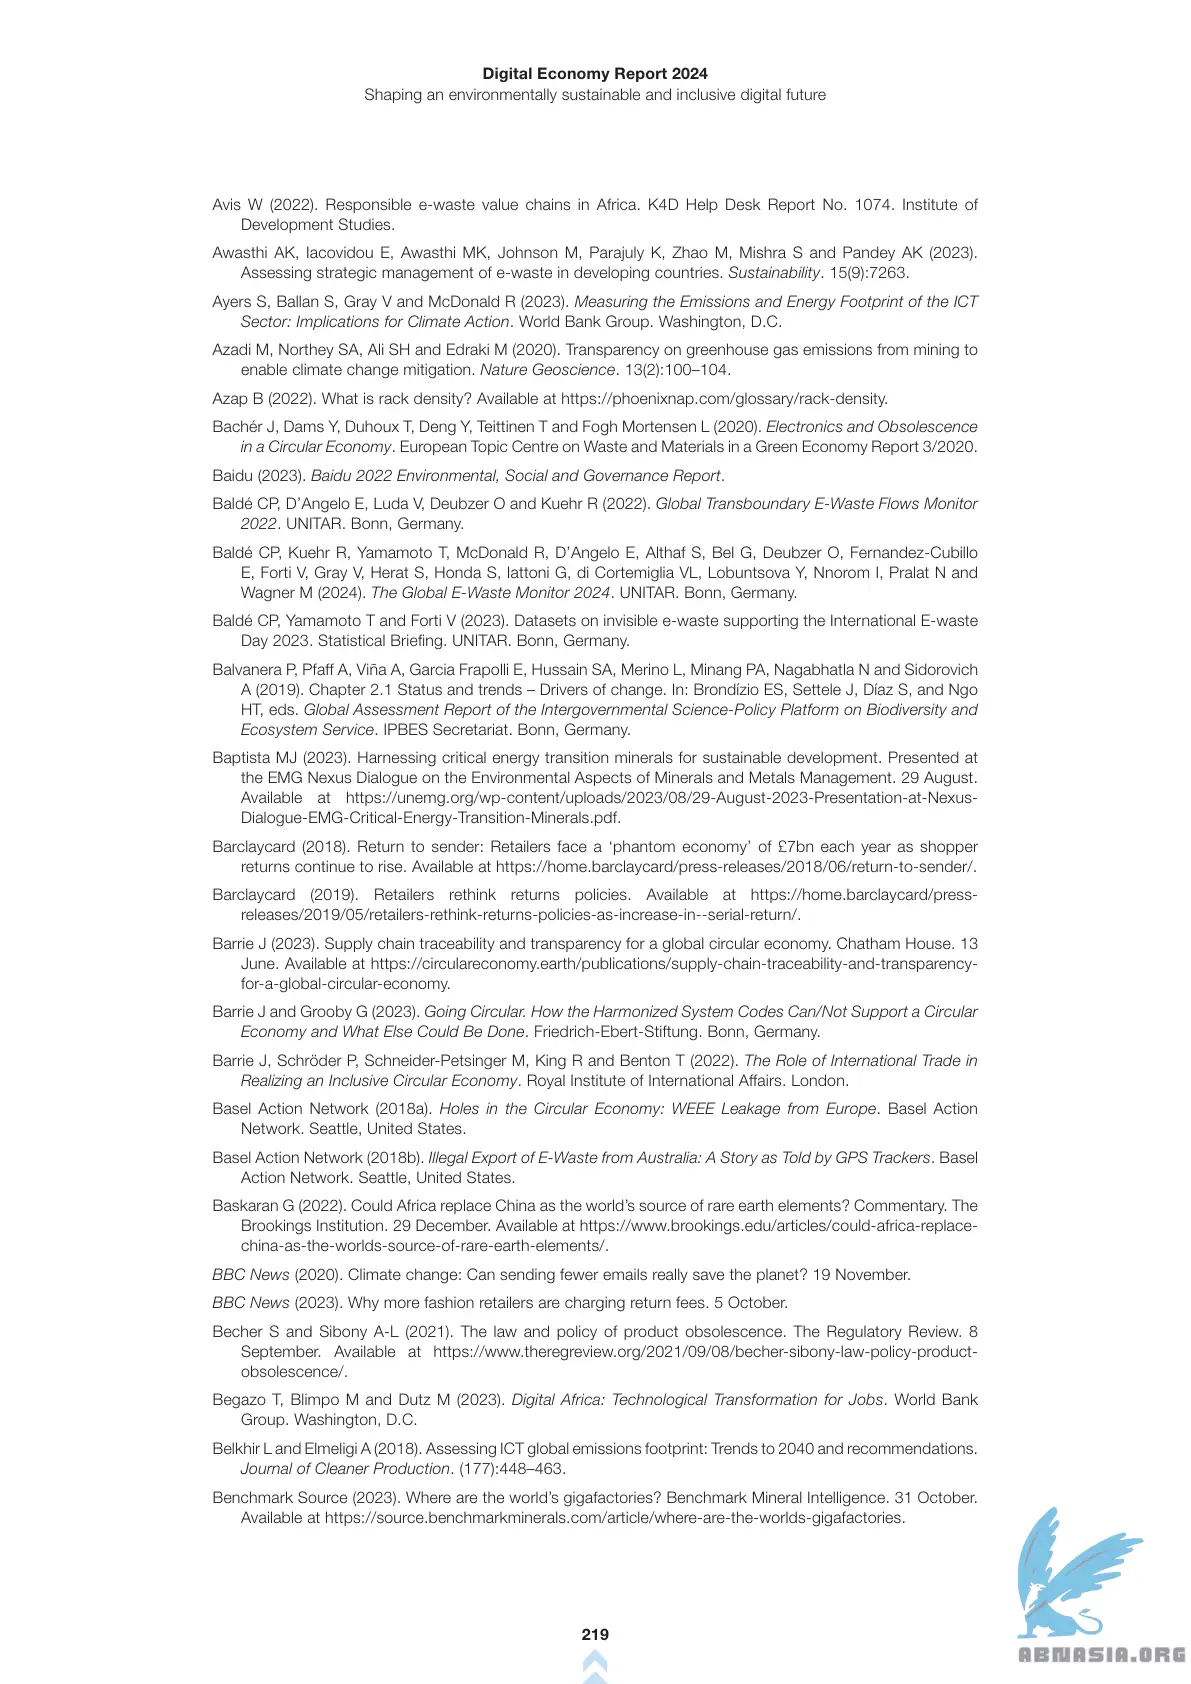 Digital Economy Report 2024
Shaping an environmentally sustainable and inclusive digital future
Avis W (2022). Responsible e-waste value chains in Africa. K4D Help Desk Report No. 1074. Institute of
Development Studies.
Awasthi AK, Iacovidou E, Awasthi MK, Johnson M, Parajuly K, Zhao M, Mishra S and Pandey AK (2023).
Assessing strategic management of e-waste in developing countries. Sustainability. 15(9):7263.
Ayers S, Ballan S, Gray V and McDonald R (2023). Measuring the Emissions and Energy Footprint of the ICT
Sector: Implications for Climate Action. World Bank Group. Washington, D.C.
Azadi M, Northey SA, Ali SH and Edraki M (2020). Transparency on greenhouse gas emissions from mining to
enable climate change mitigation. Nature Geoscience. 13(2):100–104.
Azap B (2022). What is rack density? Available at https://phoenixnap.com/glossary/rack-density.
Bachér J, Dams Y, Duhoux T, Deng Y, Teittinen T and Fogh Mortensen L (2020). Electronics and Obsolescence
in a Circular Economy. European Topic Centre on Waste and Materials in a Green Economy Report 3/2020.
Baidu (2023). Baidu 2022 Environmental, Social and Governance Report.
Baldé CP, D’Angelo E, Luda V, Deubzer O and Kuehr R (2022). Global Transboundary E-Waste Flows Monitor
2022. UNITAR. Bonn, Germany.
Baldé CP, Kuehr R, Yamamoto T, McDonald R, D’Angelo E, Althaf S, Bel G, Deubzer O, Fernandez-Cubillo
E, Forti V, Gray V, Herat S, Honda S, Iattoni G, di Cortemiglia VL, Lobuntsova Y, Nnorom I, Pralat N and
Wagner M (2024). The Global E-Waste Monitor 2024. UNITAR. Bonn, Germany.
Baldé CP, Yamamoto T and Forti V (2023). Datasets on invisible e-waste supporting the International E-waste
Day 2023. Statistical Briefing. UNITAR. Bonn, Germany.
Balvanera P, Pfaff A, Viña A, Garcia Frapolli E, Hussain SA, Merino L, Minang PA, Nagabhatla N and Sidorovich
A (2019). Chapter 2.1 Status and trends – Drivers of change. In: Brondízio ES, Settele J, Díaz S, and Ngo
HT, eds. Global Assessment Report of the Intergovernmental Science-Policy Platform on Biodiversity and
Ecosystem Service. IPBES Secretariat. Bonn, Germany.
Baptista MJ (2023). Harnessing critical energy transition minerals for sustainable development. Presented at
the EMG Nexus Dialogue on the Environmental Aspects of Minerals and Metals Management. 29 August.
Available at https://unemg.org/wp-content/uploads/2023/08/29-August-2023-Presentation-at-Nexus-
Dialogue-EMG-Critical-Energy-Transition-Minerals.pdf.
Barclaycard (2018). Return to sender: Retailers face a ‘phantom economy’ of £7bn each year as shopper
returns continue to rise. Available at https://home.barclaycard/press-releases/2018/06/return-to-sender/.
Barclaycard (2019). Retailers rethink returns policies. Available at https://home.barclaycard/press-
releases/2019/05/retailers-rethink-returns-policies-as-increase-in--serial-return/.
Barrie J (2023). Supply chain traceability and transparency for a global circular economy. Chatham House. 13
June. Available at https://circulareconomy.earth/publications/supply-chain-traceability-and-transparency-
for-a-global-circular-economy.
Barrie J and Grooby G (2023). Going Circular. How the Harmonized System Codes Can/Not Support a Circular
Economy and What Else Could Be Done. Friedrich-Ebert-Stiftung. Bonn, Germany.
Barrie J, Schröder P, Schneider-Petsinger M, King R and Benton T (2022). The Role of International Trade in
Realizing an Inclusive Circular Economy. Royal Institute of International Affairs. London.
Basel Action Network (2018a). Holes in the Circular Economy: WEEE Leakage from Europe. Basel Action
Network. Seattle, United States.
Basel Action Network (2018b). Illegal Export of E-Waste from Australia: A Story as Told by GPS Trackers. Basel
Action Network. Seattle, United States.
Baskaran G (2022). Could Africa replace China as the world’s source of rare earth elements? Commentary. The
Brookings Institution. 29 December. Available at https://www.brookings.edu/articles/could-africa-replace-
china-as-the-worlds-source-of-rare-earth-elements/.
BBC News (2020). Climate change: Can sending fewer emails really save the planet? 19 November.
BBC News (2023). Why more fashion retailers are charging return fees. 5 October.
Becher S and Sibony A-L (2021). The law and policy of product obsolescence. The Regulatory Review. 8
September. Available at https://www.theregreview.org/2021/09/08/becher-sibony-law-policy-product-
obsolescence/.
Begazo T, Blimpo M and Dutz M (2023). Digital Africa: Technological Transformation for Jobs. World Bank
Group. Washington, D.C.
Belkhir L and Elmeligi A (2018). Assessing ICT global emissions footprint: Trends to 2040 and recommendations.
Journal of Cleaner Production. (177):448–463.
Benchmark Source (2023). Where are the world’s gigafactories? Benchmark Mineral Intelligence. 31 October.
Available at https://source.benchmarkminerals.com/article/where-are-the-worlds-gigafactories.
219
ABNASIA.ORG